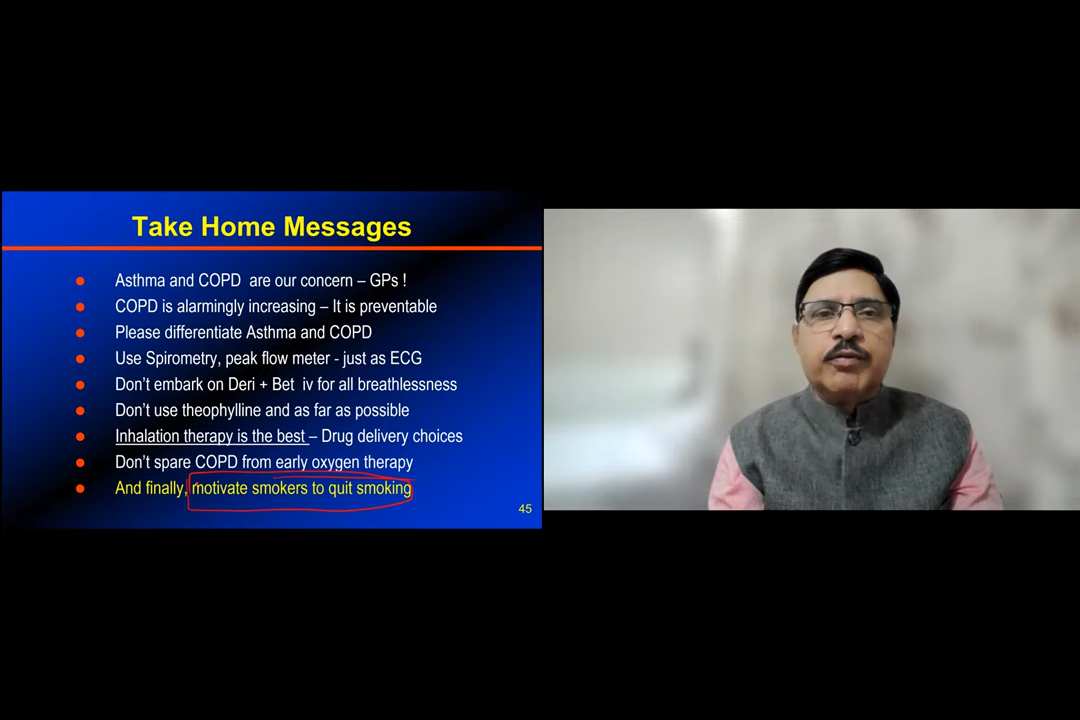 Take Home Messages
Asthma and COPD are our concern – GPs !
COPD is alarmingly increasing – It is preventable
Please differentiate Asthma and COPD
Use Spirometry, peak flow meter - just as ECG
Don’t embark on Deri + Bet iv for all breathlessness
Don’t use theophylline and as far as possible
Inhalation therapy is the best – Drug delivery choices
Don’t spare COPD from early oxygen therapy
And finally, motivate smokers to quit smoking
45